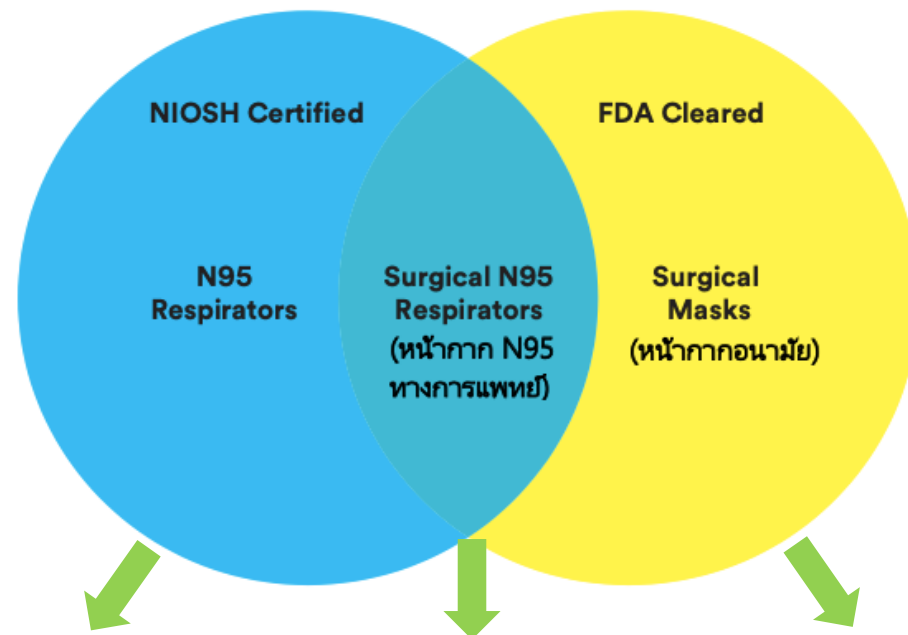 NIOSH Certified
FDA Cleared
N95
Respirators
Surgical N95
Respirators
(หน้ากาก N95
ทางการแพทย์)
Surgical
Masks
(หน้ากากอนามัย)